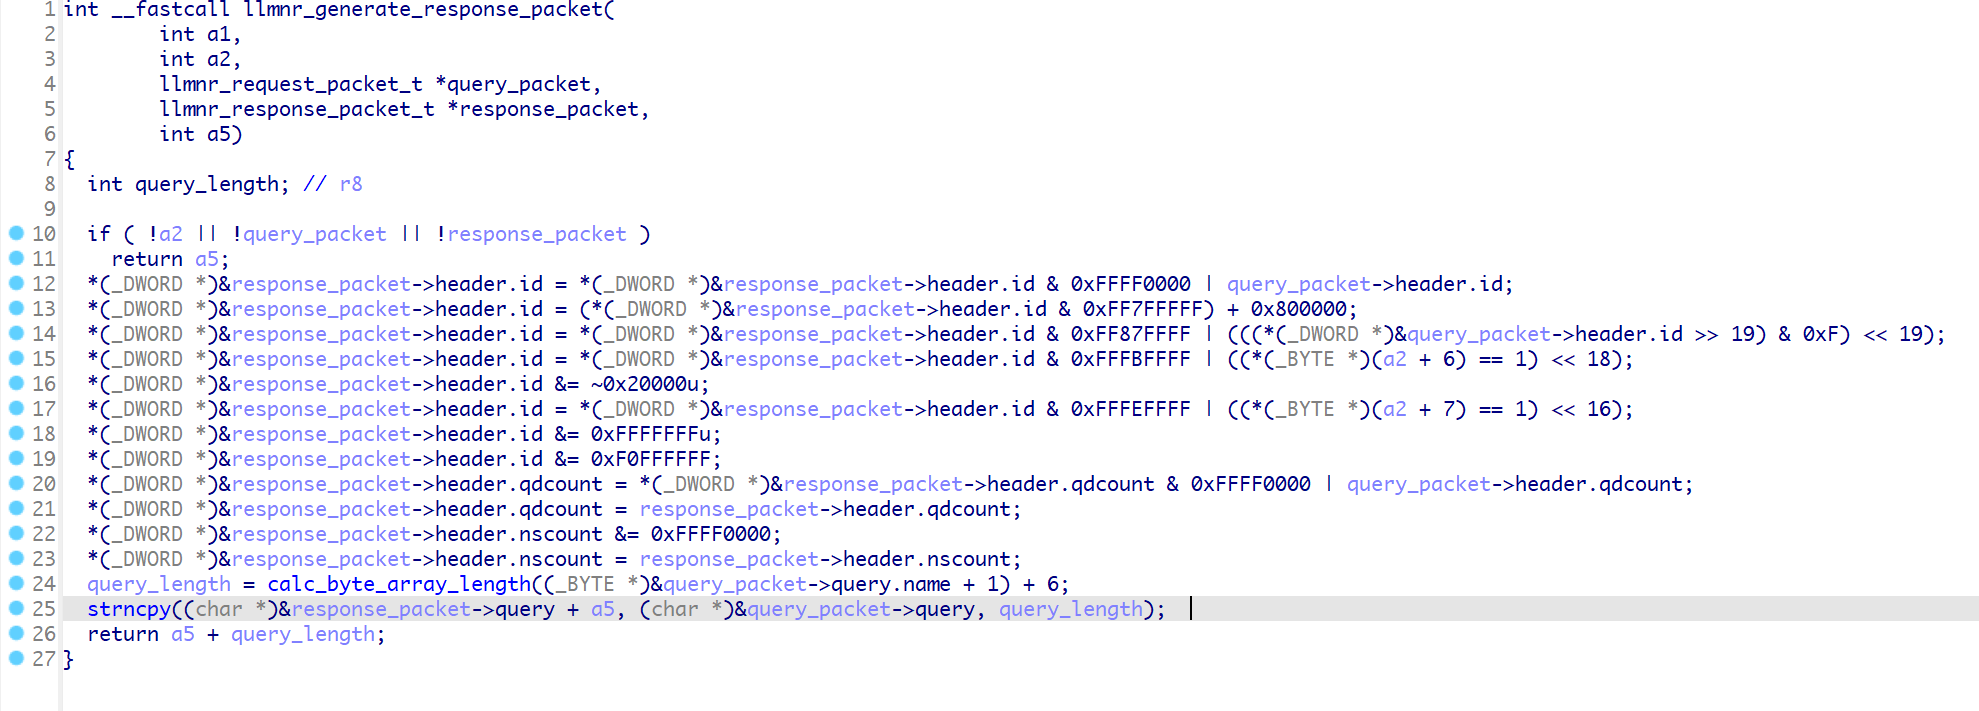 1 int __fastcall llmnr_generate_response_packet(
2 int a1,
3 int a2,
4 llmnr_request_packet_t *query_packet,
5 llmnr_response_packet_t *response_packet,
6 int a5)
7 {
8 int query_length; // r8
9
10 if ( !a2 || !query_packet || !response_packet )
11 return a5;
12 *(_DWORD *)&response_packet->header.id = *(_DWORD *)&response_packet->header.id & 0xFFFF0000 | query_packet->header.id;
13 *(_DWORD *)&response_packet->header.id = (*(_DWORD *)&response_packet->header.id & 0xFF7FFFFF) + 0x800000;
14 *(_DWORD *)&response_packet->header.id = *(_DWORD *)&response_packet->header.id & 0xFF87FFFF | (((*(_DWORD *)&query_packet->header.id >> 19) & 0xF) << 19);
15 *(_DWORD *)&response_packet->header.id = *(_DWORD *)&response_packet->header.id & 0xFFFBFFFF | ((*(_BYTE *)(a2 + 6) == 1) << 18);
16 *(_DWORD *)&response_packet->header.id &= ~0x20000u;
17 *(_DWORD *)&response_packet->header.id = *(_DWORD *)&response_packet->header.id & 0xFFFEFFFF | ((*(_BYTE *)(a2 + 7) == 1) << 16);
18 *(_DWORD *)&response_packet->header.id &= 0xFFFFFFFu;
19 *(_DWORD *)&response_packet->header.id &= 0xF0FFFFFF;
20 *(_DWORD *)&response_packet->header.qdcount = *(_DWORD *)&response_packet->header.qdcount & 0xFFFF0000 | query_packet->header.qdcount;
21 *(_DWORD *)&response_packet->header.qdcount = response_packet->header.qdcount;
22 *(_DWORD *)&response_packet->header.nscount &= 0xFFFF0000;
23 *(_DWORD *)&response_packet->header.nscount = response_packet->header.nscount;
24 query_length = calc_byte_array_length((_BYTE *)&query_packet->query.name + 1) + 6;
25 strncpy((char *)&response_packet->query + a5, (char *)&query_packet->query, query_length);
26 return a5 + query_length;
27 }